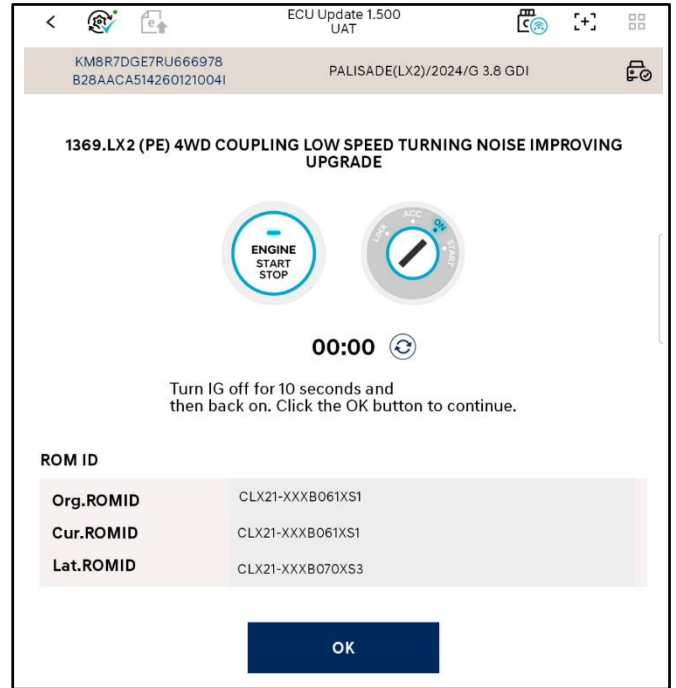 ECU Update 1.500
UAT
C
KM8R7DGE7RU666978
B28AACA514260121004I
PALISADE(LX2)/2024/G 3.8 GDI
1369.LX2 (PE) 4WD COUPLING LOW SPEED TURNING NOISE IMPROVING
UPGRADE
ENGINE
START
STOP
LOCK
ACC
ON
START
00:00
Turn IG off for 10 seconds and
then back on. Click the OK button to continue.
ROM ID
Org.ROMID CLX21-XXXB061XS1
Cur.ROMID CLX21-XXXB061XS1
Lat.ROMID CLX21-XXXB070XS3
OK